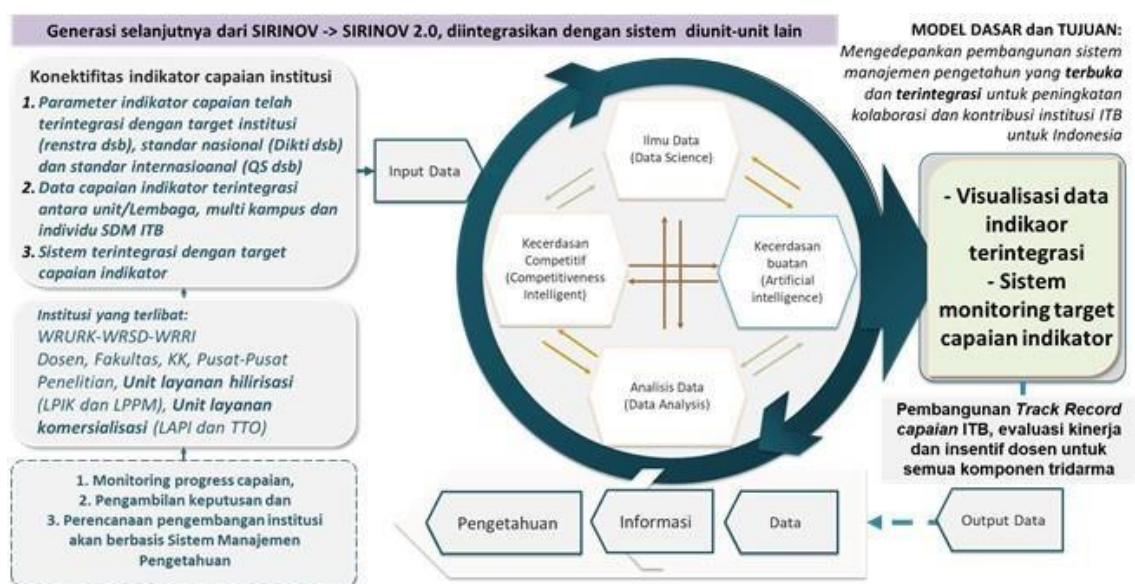 Generasi selanjutnya dari SIRINOV -> SIRINOV 2.0, diintegrasikan dengan sistem diunit-unit lain
MODEL DASAR dan TUJUAN:
Mengedepankan pembangunan sistem
manajemen pengetahun yang terbuka
dan terintegrasi untuk peningkatan
kolaborasi dan kontribusi institusi ITB
untuk Indonesia
Konektifitas indikator capaian institusi
1. Parameter indikator capaian telah
terintegrasi dengan target institusi
(renstra dsb), standar nasional (Dikti dsb)
dan standar internasioanal (QS dsb)
2. Data capaian indikator terintegrasi
antara unit/Lembaga, multi kampus dan
individu SDM ITB
3. Sistem terintegrasi dengan target
capaian indikator
Input Data
Ilmu Data
(Data Science)
Kecerdasan
Competitif
(Competitiveness
Intelligent)
Kecerdasan
buatan
(Artificial
intelligence)
Analisis Data
(Data Analysis)
- Visualisasi data
indikaor
terintegrasi
- Sistem
monitoring target
capaian indikator
Institusi yang terlibat:
WRURK-WRSD-WRRI
Dosen, Fakultas, KK, Pusat-Pusat
Penelitian, Unit layanan hilirisasi
(LPIK dan LPPM), Unit layanan
komersialisasi (LAPI dan TTO)
Pembangunan Track Record
capaian ITB, evaluasi kinerja
dan insentif dosen untuk
semua komponen tridarma
1. Monitoring progress capaian,
2. Pengambilan keputusan dan
3. Perencanaan pengembangan institusi
akan berbasis Sistem Manajemen
Pengetahuan
Pengetahuan
Informasi
Data
Output Data